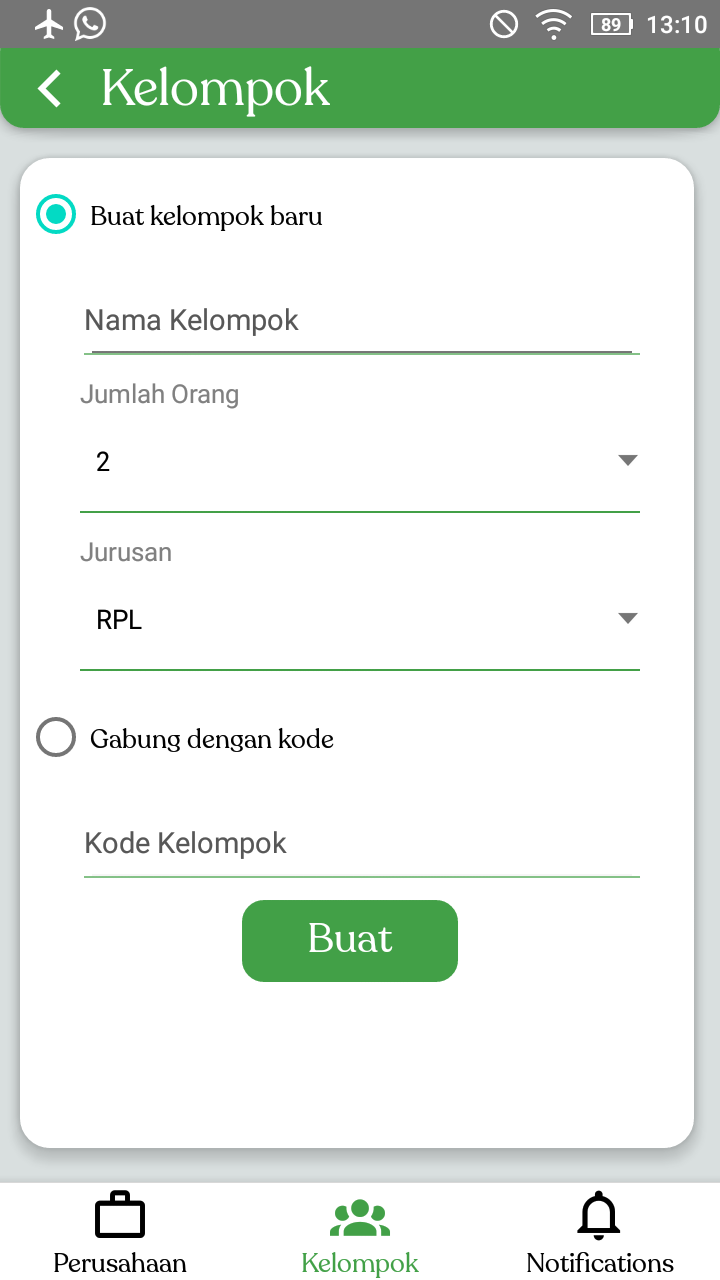 89 13:10
Kelompok
Buat kelompok baru
Nama Kelompok
Jumlah Orang
2
Jurusan
RPL
Gabung dengan kode
Kode Kelompok
Buat
Perusahaan Kelompok Notifications